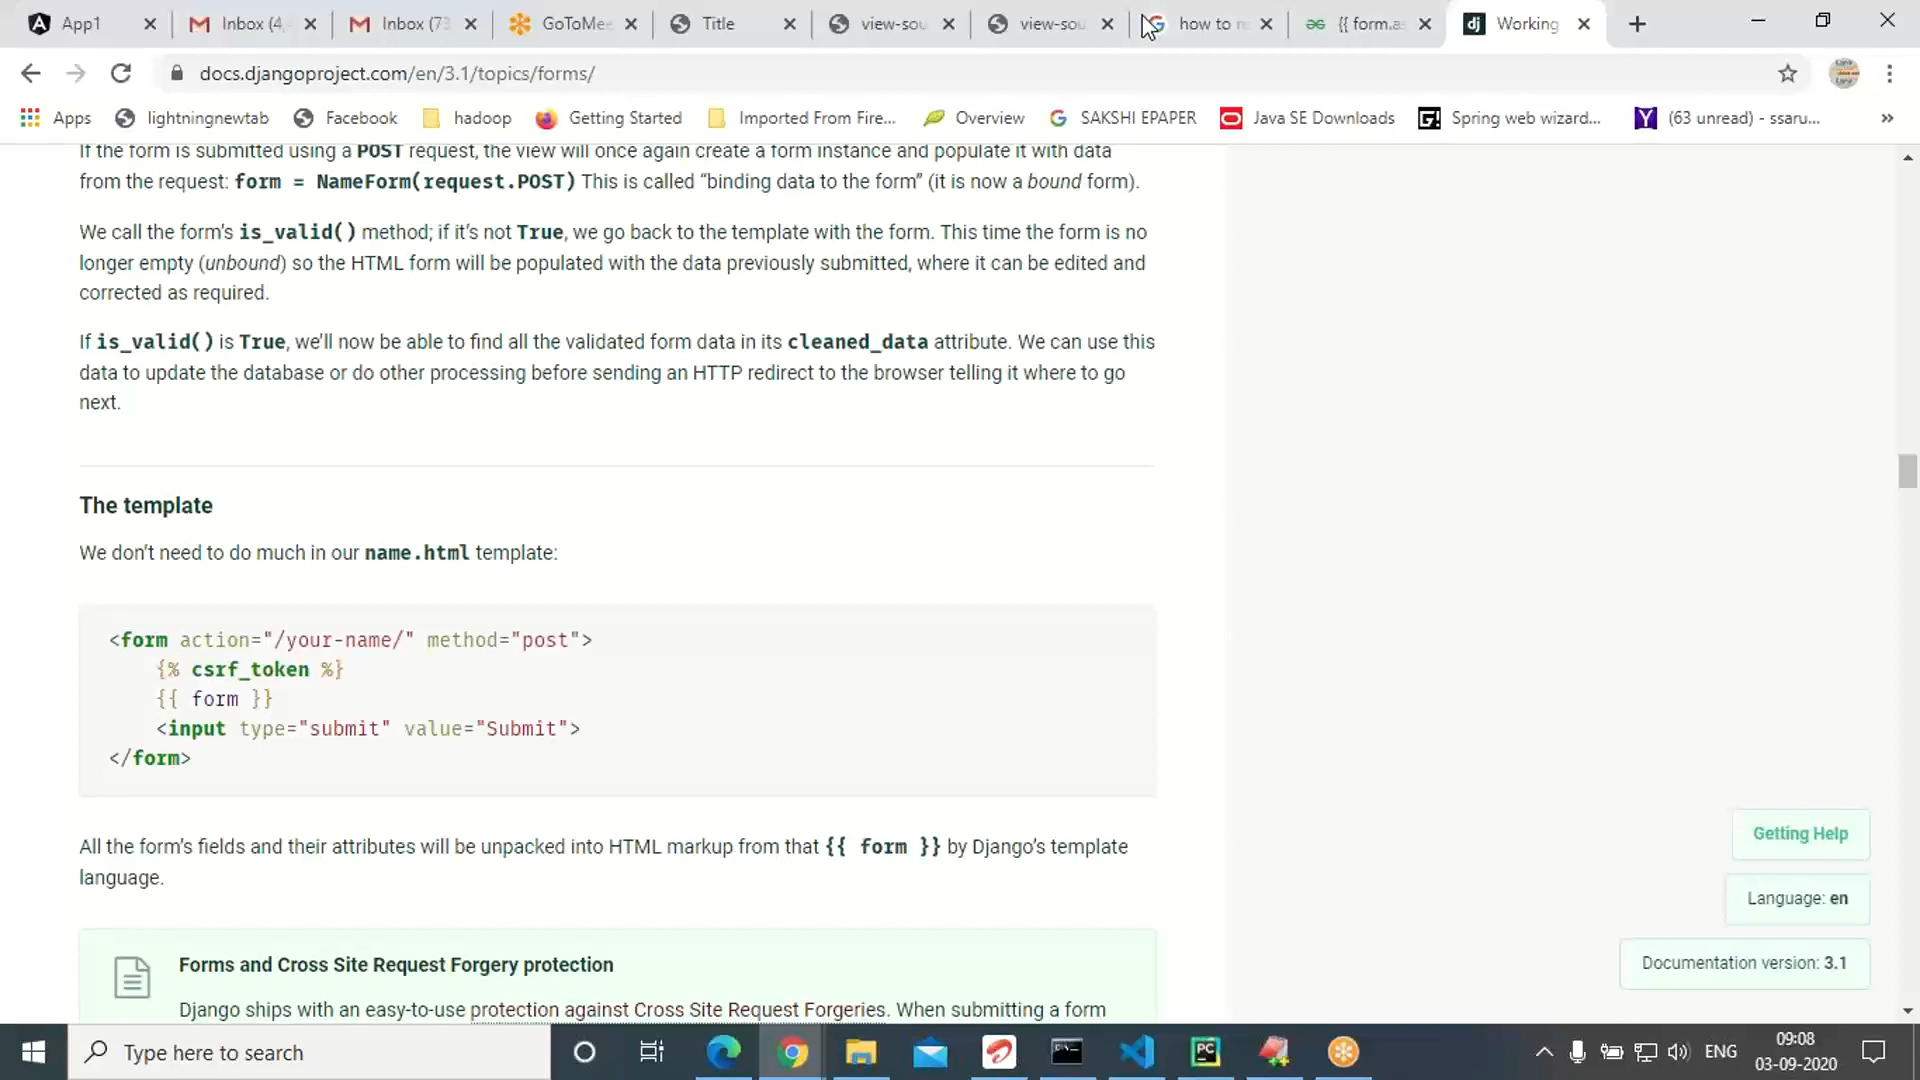 App1
Inbox (4,
Inbox (73
GoToMee
Title
view-sou
view-sou
how to
{{ form.as
Working
docs.djangoproject.com/en/3.1/topics/forms/
Apps
lightningnewtab
Facebook
hadoop
Getting Started
Imported From Fire...
Overview
SAKSHI EPAPER
Java SE Downloads
Spring web wizard...
(63 unread) - ssaru...
»
If the form is submitted using a POST request, the view will once again create a form instance and populate it with data
from the request: form = NameForm(request.POST) This is called “binding data to the form” (it is now a bound form).
We call the form’s is_valid() method; if it’s not True, we go back to the template with the form. This time the form is no
longer empty (unbound) so the HTML form will be populated with the data previously submitted, where it can be edited and
corrected as required.
If is_valid() is True, we’ll now be able to find all the validated form data in its cleaned_data attribute. We can use this
data to update the database or do other processing before sending an HTTP redirect to the browser telling it where to go
next.
The template
We don’t need to do much in our name.html template:
<form action="/your-name/" method="post">
{% csrf_token %}
{{ form }}
<input type="submit" value="Submit">
</form>
All the form’s fields and their attributes will be unpacked into HTML markup from that {{ form }} by Django’s template
language.
Forms and Cross Site Request Forgery protection
Django ships with an easy-to-use protection against Cross Site Request Forgeries. When submitting a form
Getting Help
Language: en
Documentation version: 3.1
Type here to search
ENG
09:08
03-09-2020